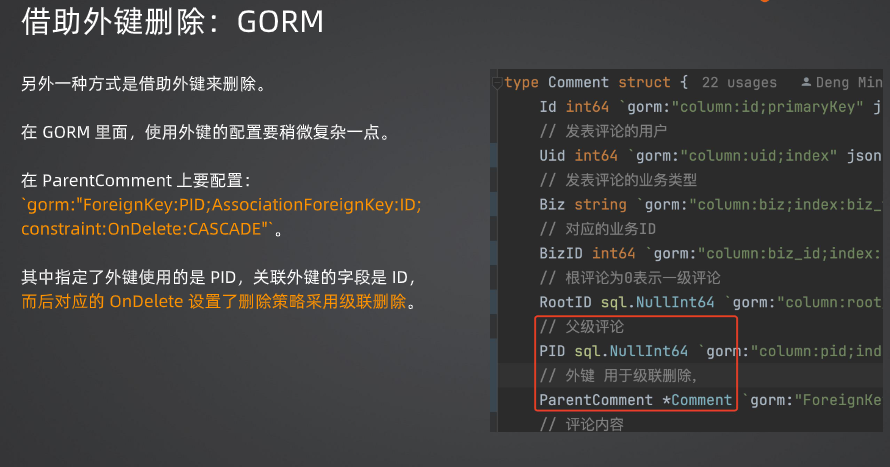 借助外键删除：GORM
另外一种方式是借助外键来删除。
在 GORM 里面，使用外键的配置要稍微复杂一点。
在 ParentComment 上要配置：
`gorm:"ForeignKey:PID;AssociationForeignKey:ID;
constraint:OnDelete:CASCADE"`。
其中指定了外键使用的是 PID，关联外键的字段是 ID，
而后对应的 OnDelete 设置了删除策略采用级联删除。
type Comment struct { 22 usages Deng Min
Id int64 `gorm:"column:id;primaryKey" j
// 发表评论的用户
Uid int64 `gorm:"column:uid;index" json
// 发表评论的业务类型
Biz string `gorm:"column:biz;index:biz_
// 对应的业务ID
BizID int64 `gorm:"column:biz_id;index:
// 根评论为0表示一级评论
RootID sql.NullInt64 `gorm:"column:root
// 父级评论
PID sql.NullInt64 `gorm:"column:pid;ind
// 外键 用于级联删除，
ParentComment *Comment `gorm:"ForeignKe
// 评论内容